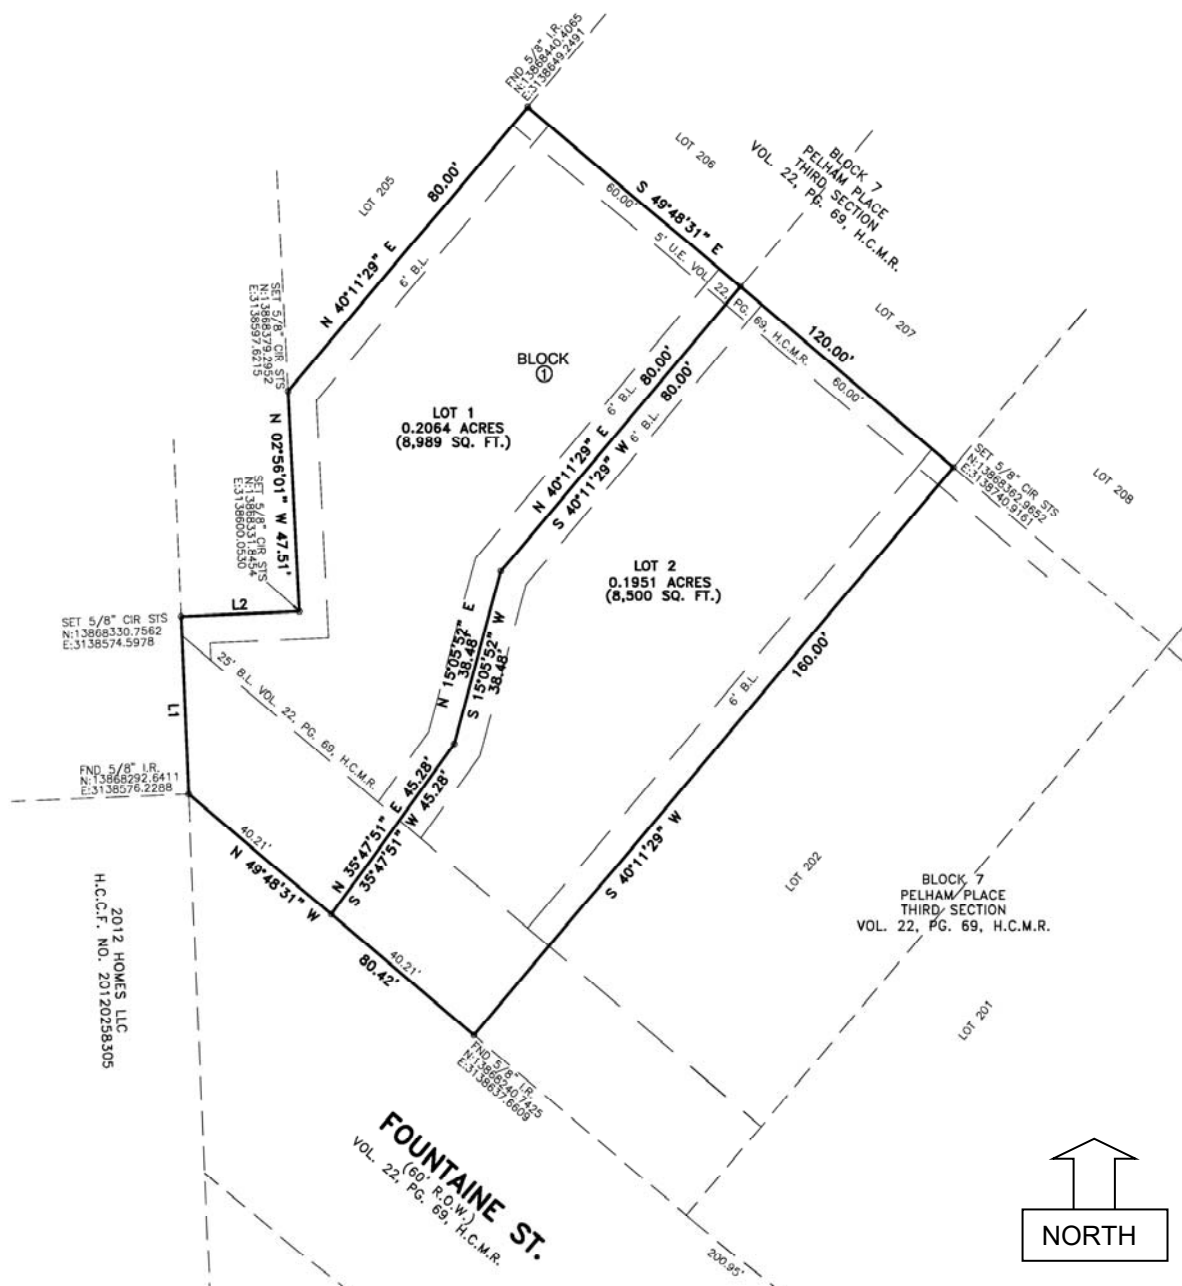 FND 5/8" I.R.
N:13868440.4065
E:3138649.2491
LOT 206
BLOCK 7
PELHAM PLACE
THIRD SECTION
VOL. 22, PG. 69, H.C.M.R.
LOT 205
N 40°11'29" E
80.00'
6' B.L.
S 49°48'31" E
60.00'
5' U.E. VOL. 22, PG. 69, H.C.M.R.
120.00'
60.00'
LOT 207
LOT 208
SET 5/8" CIR STS
N:13868379.2952
E:3138597.6215
BLOCK
1
LOT 1
0.2064 ACRES
(8,989 SQ. FT.)
6' B.L.
N 40°11'29" E 80.00'
S 40°11'29" W 80.00'
6' B.L.
SET 5/8" CIR STS
N:13868362.9652
E:3138740.9161
N 02°56'01" W 47.51'
SET 5/8" CIR STS
N:13868331.8454
E:3138600.0530
LOT 2
0.1951 ACRES
(8,500 SQ. FT.)
L2
SET 5/8" CIR STS
N:13868330.7562
E:3138574.5978
N 15°05'52" E
38.48'
S 15°05'52" W
38.48'
160.00'
6' B.L.
25' B.L. VOL. 22, PG. 69, H.C.M.R.
L1
FND 5/8" I.R.
N:13868292.6411
E:3138576.2288
N 35°47'51" E 45.28'
S 35°47'51" W 45.28'
S 40°11'29" W
40.21'
N 49°48'31" W
LOT 202
BLOCK 7
PELHAM PLACE
THIRD SECTION
VOL. 22, PG. 69, H.C.M.R.
2012 HOMES LLC
H.C.C.F. NO. 20120258305
40.21'
80.42'
LOT 201
FND 5/8" I.R.
N:13868240.7425
E:3138637.6609
FOUNTAINE ST.
(60' R.O.W.)
VOL. 22, PG. 69, H.C.M.R.
200.95'
NORTH